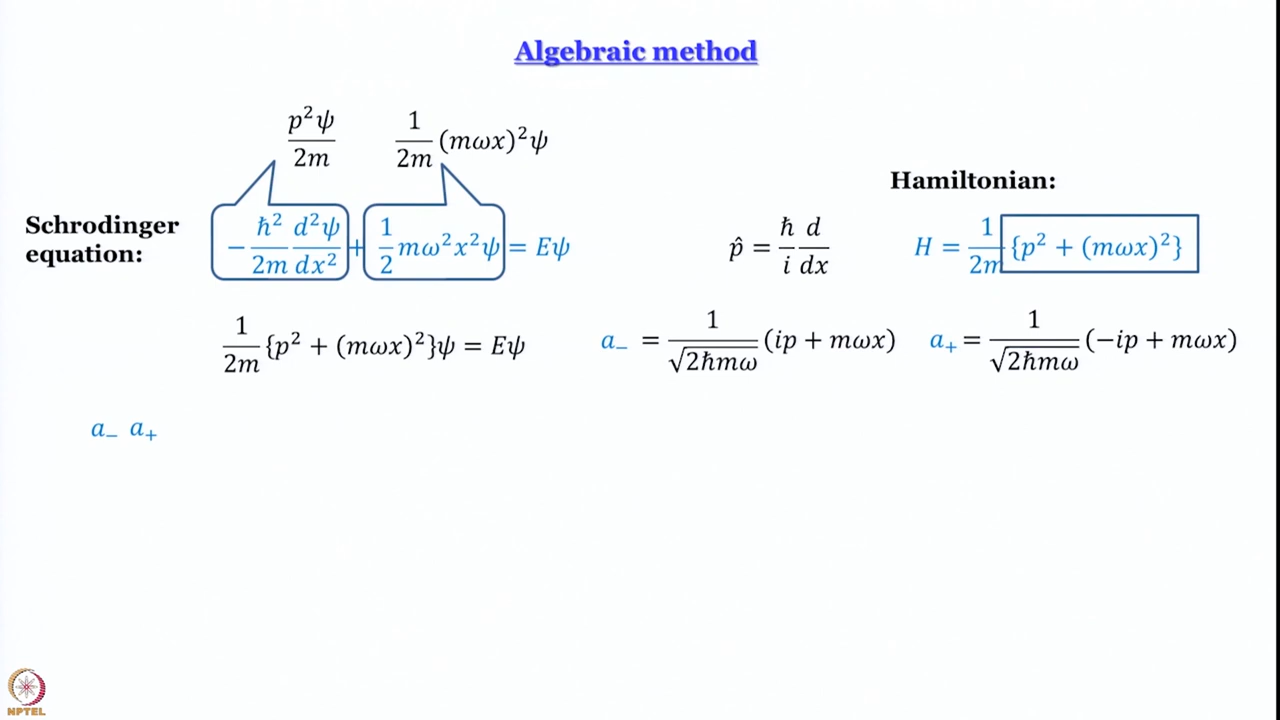 Algebraic method
p²ψ/2m    1/2m (mωx)²ψ
Hamiltonian:
Schrodinger equation:    −ħ²/2m d²ψ/dx² + 1/2 mω²x²ψ = Eψ    p̂ = ħ/i d/dx    H = 1/2m {p² + (mωx)²}
1/2m {p² + (mωx)²}ψ = Eψ    a₋ = 1/√2ħmω (ip + mωx)    a₊ = 1/√2ħmω (−ip + mωx)
a₋ a₊
NPTEL